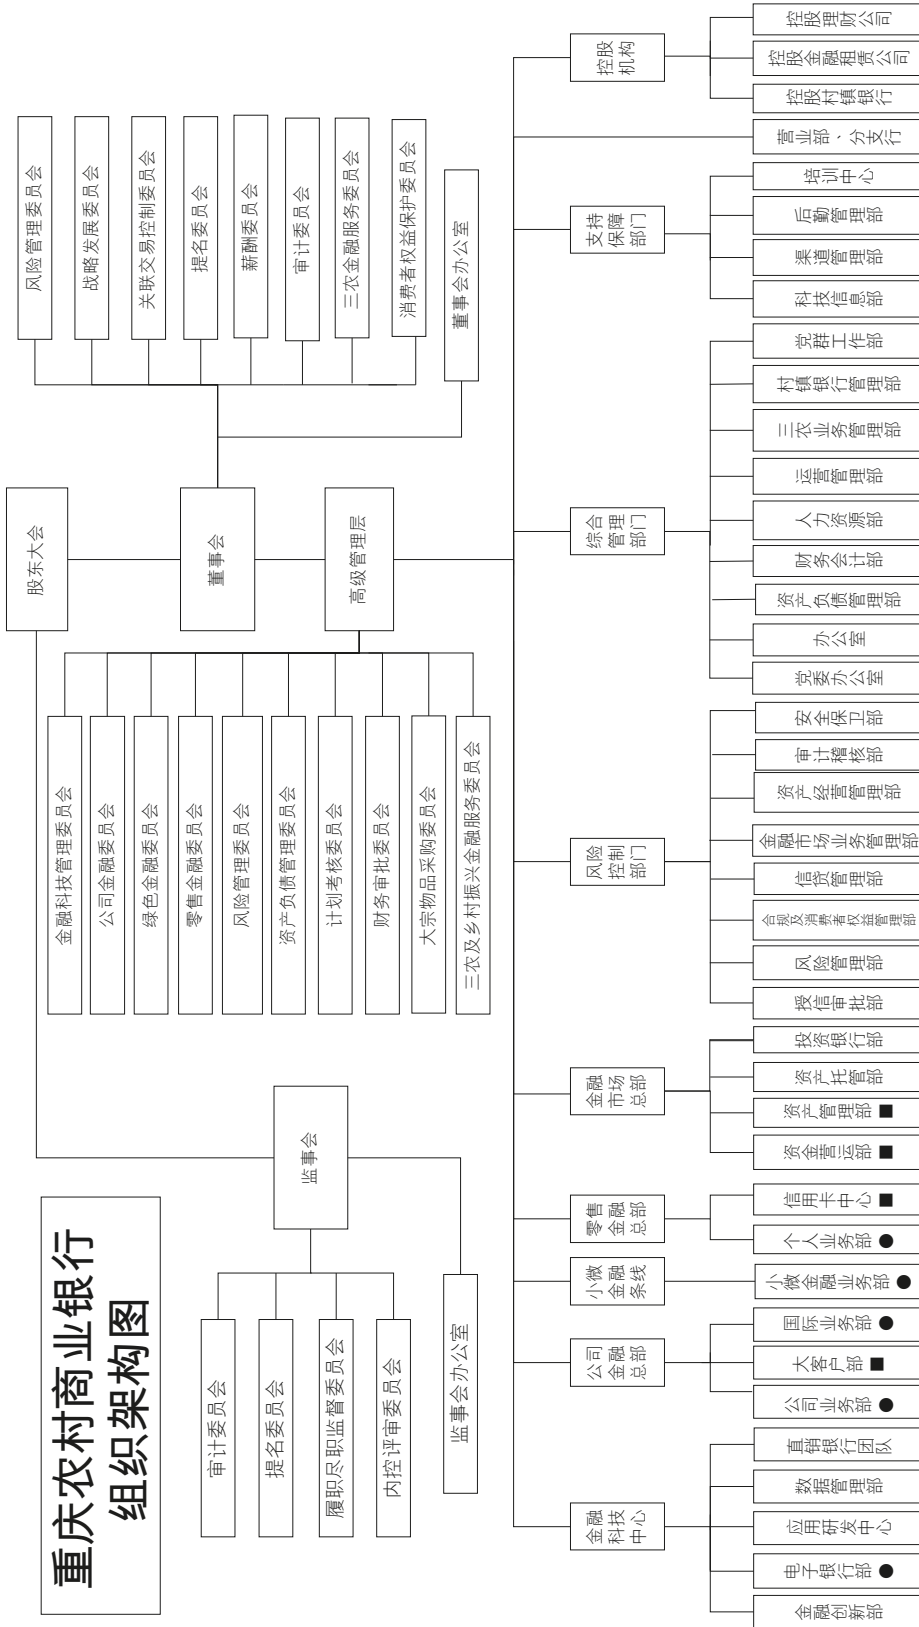 重庆农村商业银行
组织架构图
股东大会
监事会
董事会
高级管理层
审计委员会
提名委员会
履职尽职监督委员会
内控评审委员会
监事会办公室
风险管理委员会
战略发展委员会
关联交易控制委员会
提名委员会
薪酬委员会
审计委员会
三农金融服务委员会
消费者权益保护委员会
董事会办公室
金融科技管理委员会
公司金融委员会
绿色金融委员会
零售金融委员会
风险管理委员会
资产负债管理委员会
计划考核委员会
财务审批委员会
大宗物品采购委员会
三农及乡村振兴金融服务委员会
金融
科技
中心
公司
金融
总部
小微
金融
条线
零售
金融
总部
金融
市场
总部
风险
控制
部门
综合
管理
部门
支持
保障
部门
控股
机构
金融创新部
电子银行部●
应用研发中心
数据管理部
直销银行团队
公司业务部●
大客户部■
国际业务部●
小微金融业务部●
个人业务部●
信用卡中心■
资金营运部■
资产管理部■
资产托管部
投资银行部
授信审批部
风险管理部
合规及消费者权益管理部
信贷管理部
金融市场业务管理部
资产经营管理部
审计稽核部
安全保卫部
党委办公室
办公室
资产负债管理部
财务会计部
人力资源部
运营管理部
三农业务管理部
村镇银行管理部
党群工作部
科技信息部
渠道管理部
后勤管理部
培训中心
营业部、分支行
控股村镇银行
控股金融租赁公司
控股理财公司